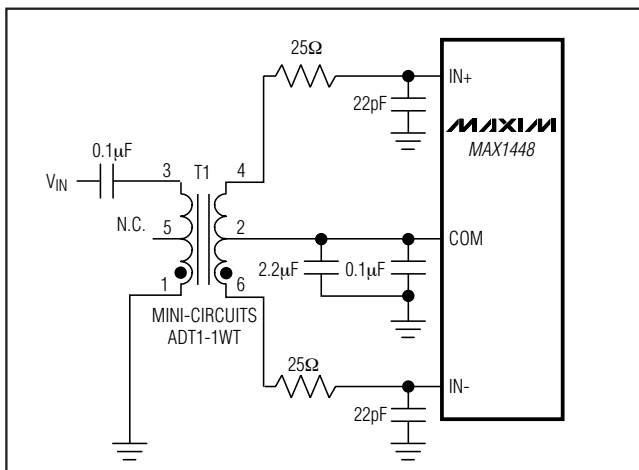 25Ω
IN+
22pF
MAXIM
MAX1448
0.1μF
3
T1
4
VIN
N.C.
5
2
COM
2.2μF
0.1μF
1
6
MINI-CIRCUITS
ADT1-1WT
25Ω
IN-
22pF